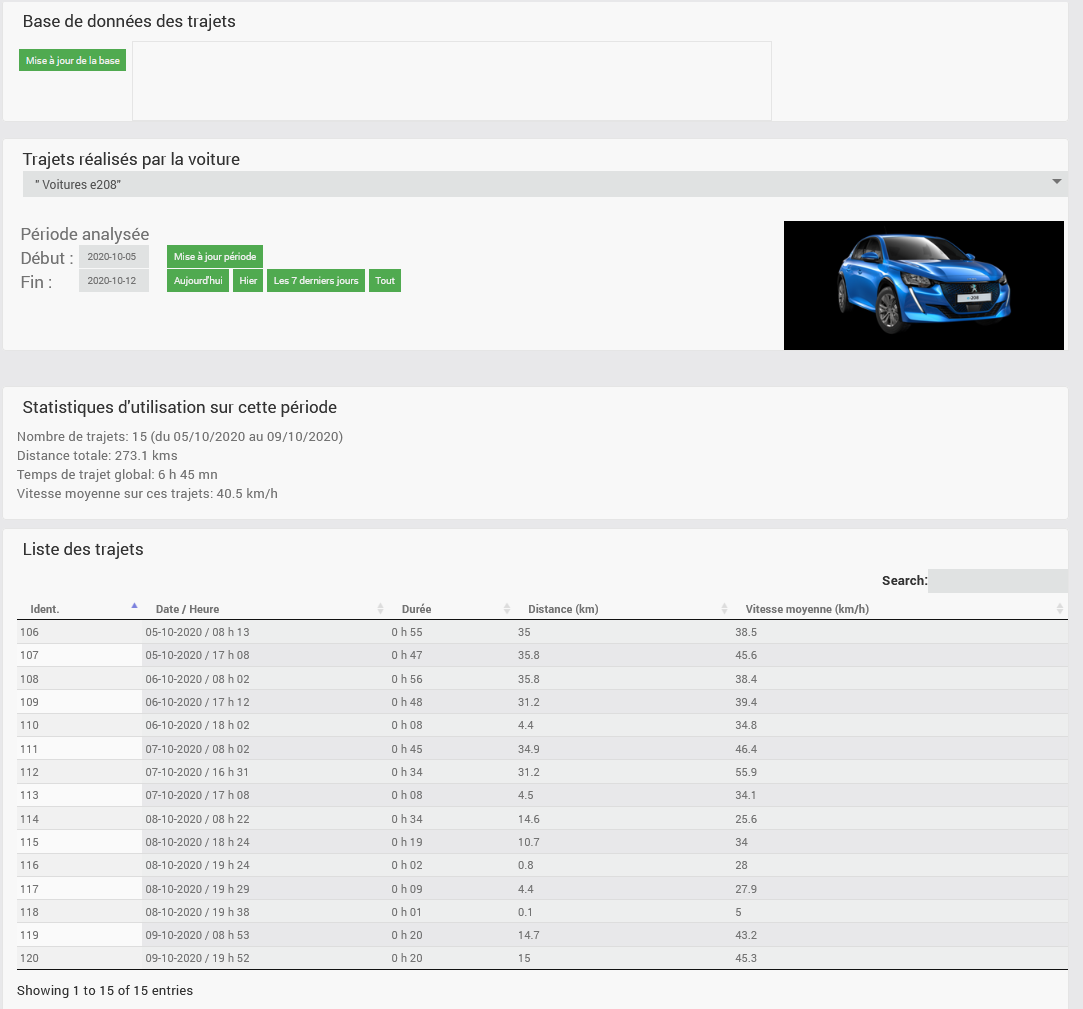 Base de données des trajets
Mise à jour de la base
Trajets réalisés par la voiture
" Voitures e208"
Période analysée
Début : 2020-10-05 Mise à jour période
Fin : 2020-10-12 Aujourd'hui Hier Les 7 derniers jours Tout
Statistiques d'utilisation sur cette période
Nombre de trajets: 15 (du 05/10/2020 au 09/10/2020)
Distance totale: 273.1 kms
Temps de trajet global: 6 h 45 mn
Vitesse moyenne sur ces trajets: 40.5 km/h
Liste des trajets
Search:
Ident. Date / Heure Durée Distance (km) Vitesse moyenne (km/h)
106 05-10-2020 / 08 h 13 0 h 55 35 38.5
107 05-10-2020 / 17 h 08 0 h 47 35.8 45.6
108 06-10-2020 / 08 h 02 0 h 56 35.8 38.4
109 06-10-2020 / 17 h 12 0 h 48 31.2 39.4
110 06-10-2020 / 18 h 02 0 h 08 4.4 34.8
111 07-10-2020 / 08 h 02 0 h 45 34.9 46.4
112 07-10-2020 / 16 h 31 0 h 34 31.2 55.9
113 07-10-2020 / 17 h 08 0 h 08 4.5 34.1
114 08-10-2020 / 08 h 22 0 h 34 14.6 25.6
115 08-10-2020 / 18 h 24 0 h 19 10.7 34
116 08-10-2020 / 19 h 24 0 h 02 0.8 28
117 08-10-2020 / 19 h 29 0 h 09 4.4 27.9
118 08-10-2020 / 19 h 38 0 h 01 0.1 5
119 09-10-2020 / 08 h 53 0 h 20 14.7 43.2
120 09-10-2020 / 19 h 52 0 h 20 15 45.3
Showing 1 to 15 of 15 entries